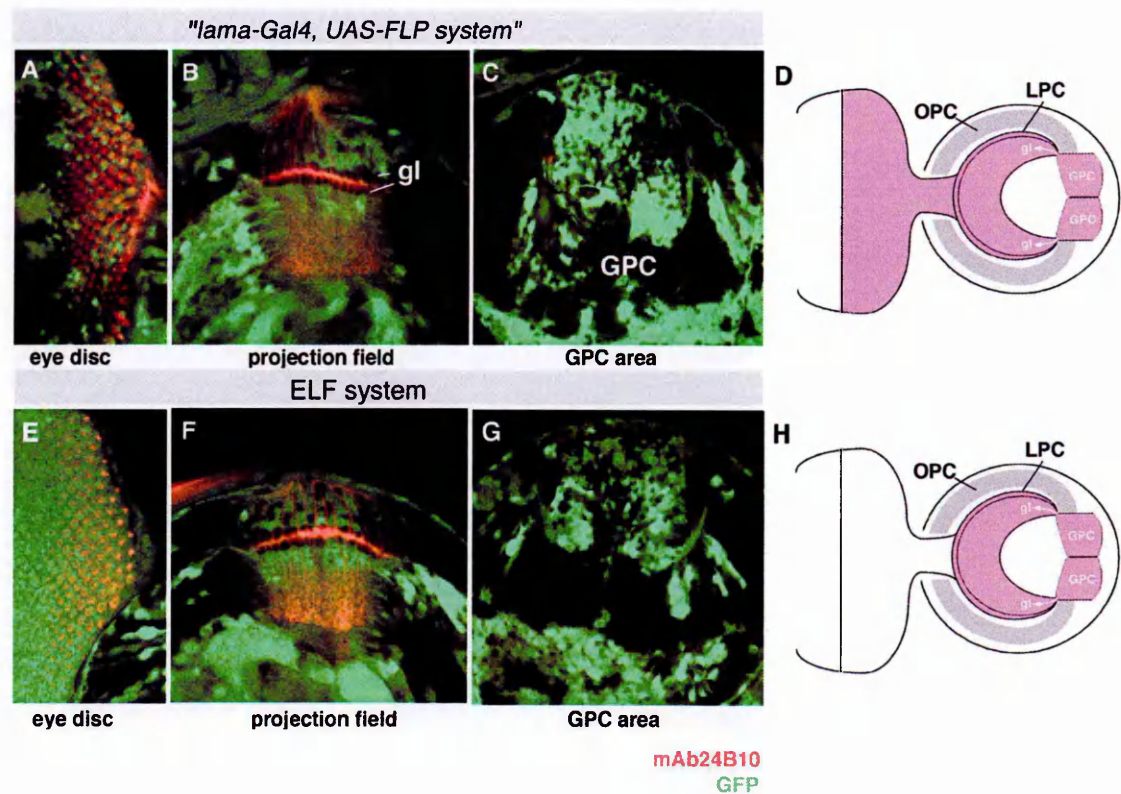 "lama-Gal4, UAS-FLP system"
A
B
gl
C
GPC
eye disc
projection field
GPC area
D
OPC
LPC
gl
GPC
GPC
gl
ELF system
E
F
G
eye disc
projection field
GPC area
H
OPC
LPC
gl
GPC
GPC
gl
mAb24B10
GFP